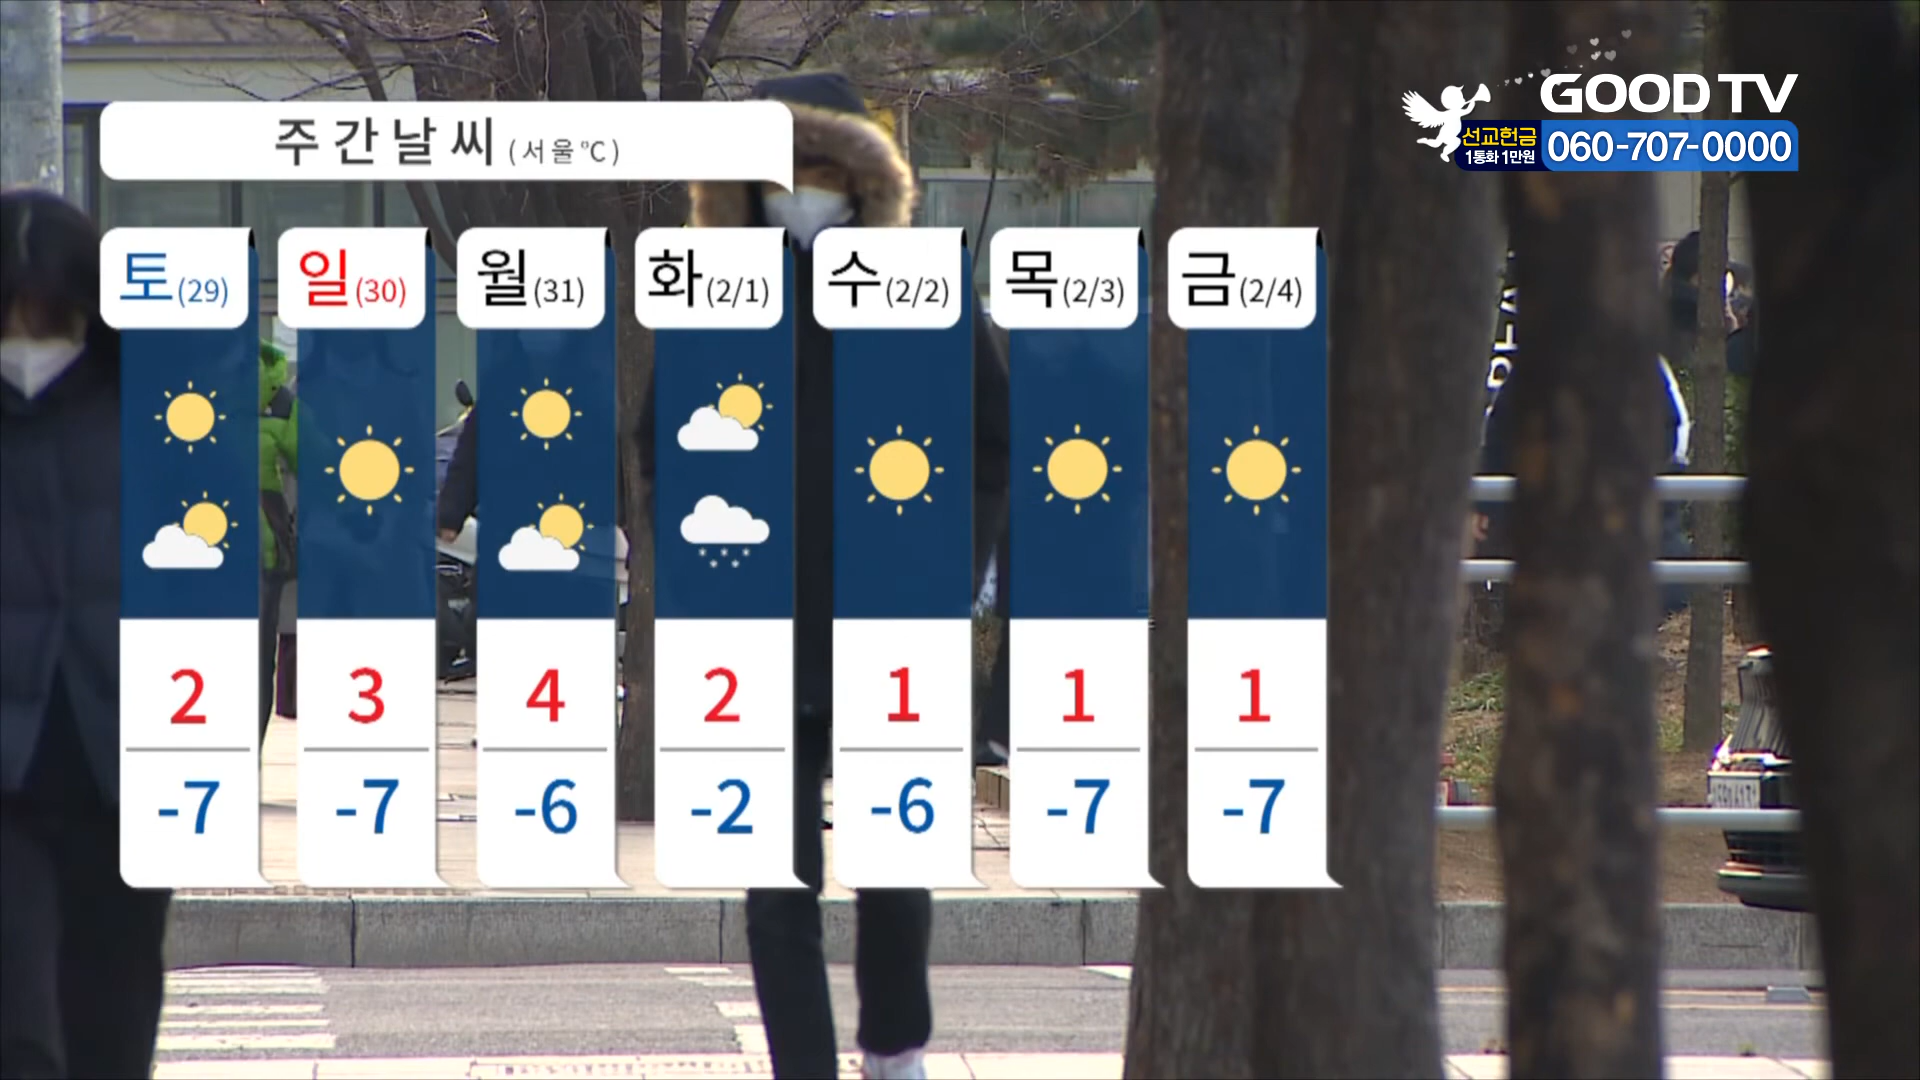 GOOD TV
선교헌금
1통화 1만원
060-707-0000
주간날씨 (서울℃)
토(29) 일(30) 월(31) 화(2/1) 수(2/2) 목(2/3) 금(2/4)
2 3 4 2 1 1 1
-7 -7 -6 -2 -6 -7 -7